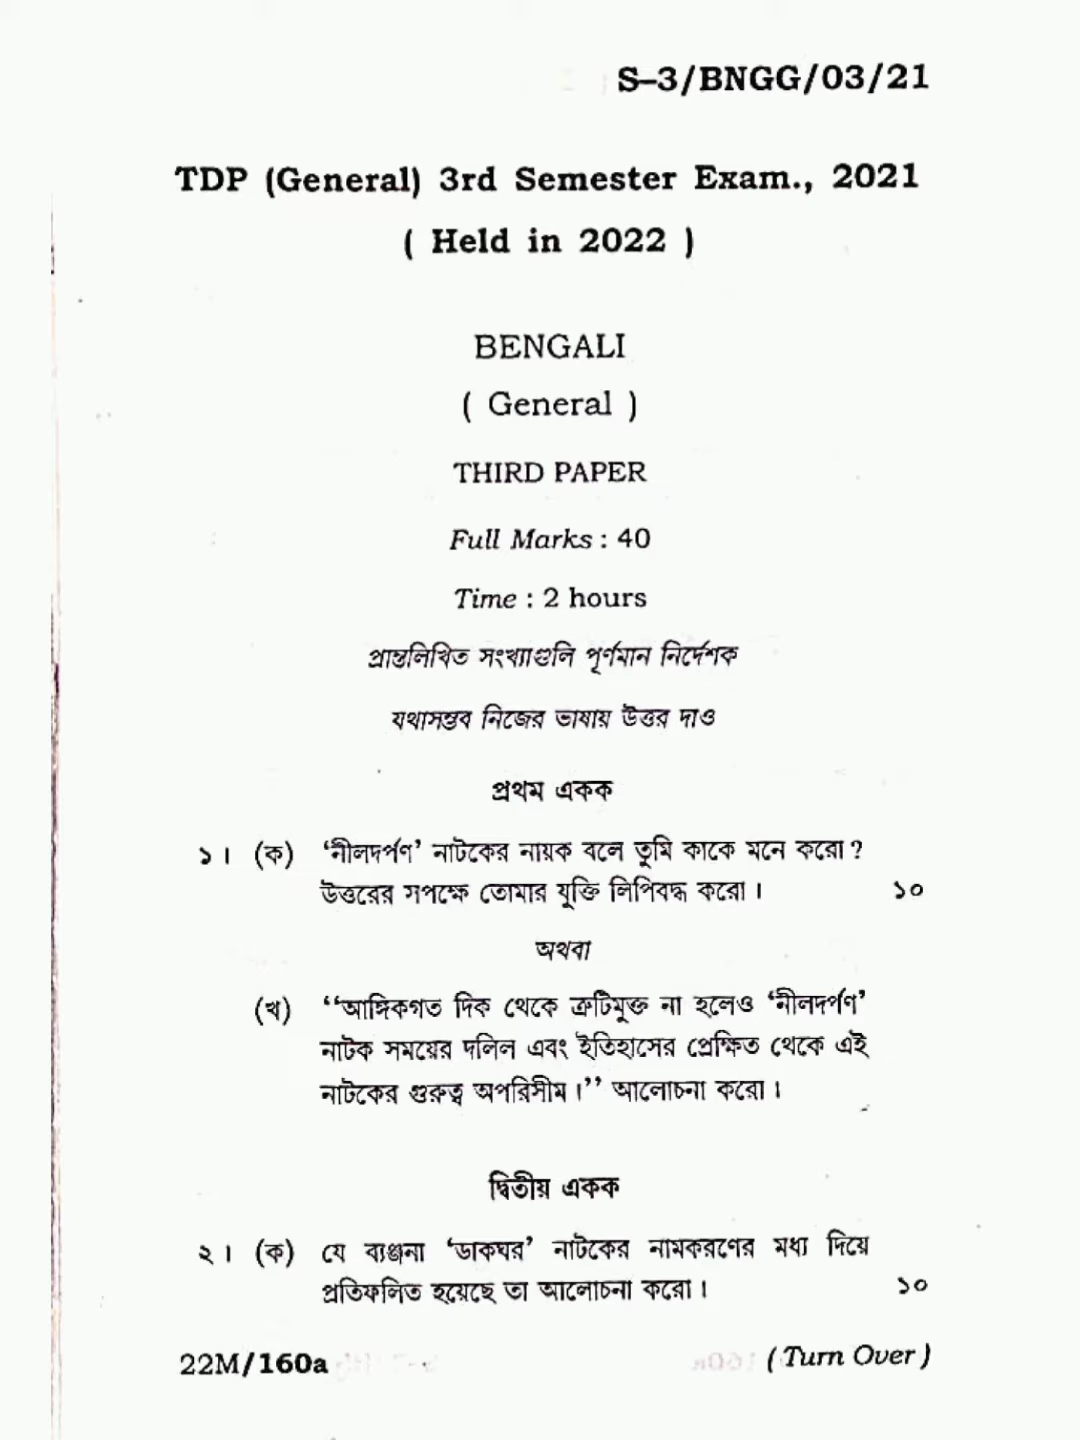 S–3/BNGG/03/21
TDP (General) 3rd Semester Exam., 2021
( Held in 2022 )
BENGALI
( General )
THIRD PAPER
Full Marks : 40
Time : 2 hours
প্রান্তলিখিত সংখ্যাগুলি পূর্ণমান নির্দেশক
যথাসম্ভব নিজের ভাষায় উত্তর দাও
প্রথম একক
১। (ক) ‘নীলদর্পণ’ নাটকের নায়ক বলে তুমি কাকে মনে করো ?
উত্তরের সপক্ষে তোমার যুক্তি লিপিবদ্ধ করো। ১০
অথবা
(খ) ‘‘আঙ্গিকগত দিক থেকে ত্রুটিমুক্ত না হলেও ‘নীলদর্পণ’
নাটক সময়ের দলিল এবং ইতিহাসের প্রেক্ষিত থেকে এই
নাটকের গুরুত্ব অপরিসীম।’’ আলোচনা করো।
দ্বিতীয় একক
২। (ক) যে ব্যঞ্জনা ‘ডাকঘর’ নাটকের নামকরণের মধ্য দিয়ে
প্রতিফলিত হয়েছে তা আলোচনা করো। ১০
22M/160a ( Turn Over )